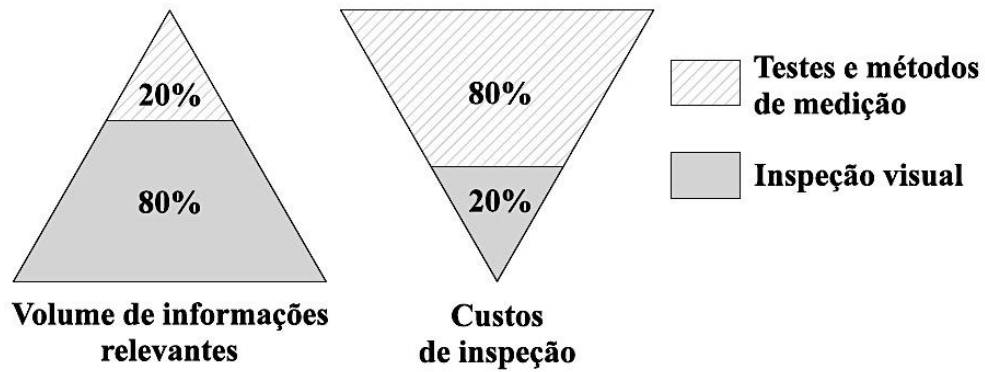 20%
80%
Volume de informações
relevantes
80%
20%
Custos
de inspeção
Testes e métodos
de medição
Inspeção visual